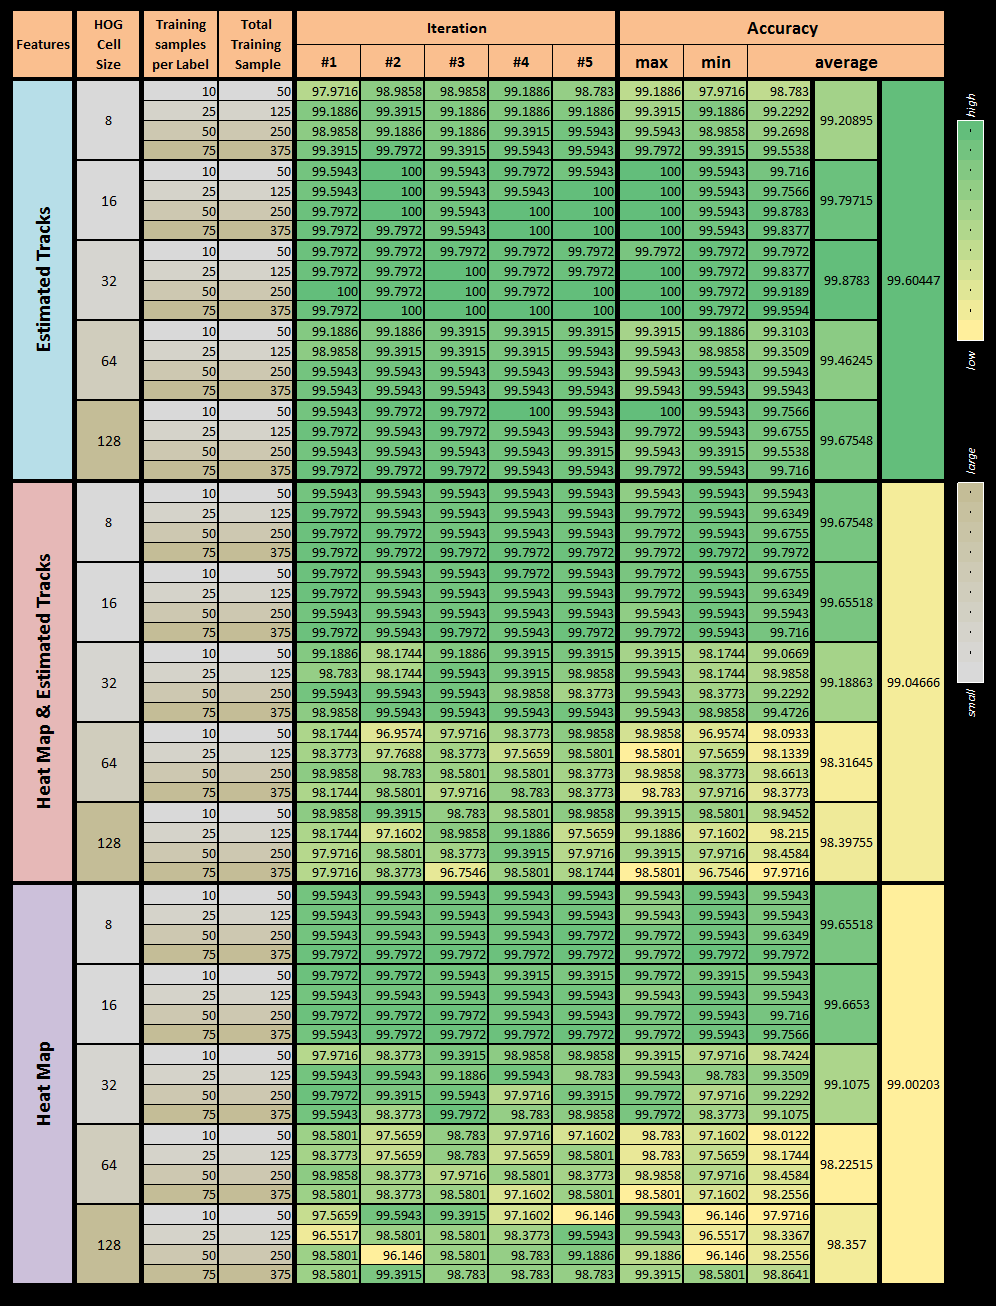 Features HOG Cell Size Training samples per Label Total Training Sample Iteration Accuracy
#1 #2 #3 #4 #5 max min average
Estimated Tracks 8 10 50 97.9716 98.9858 98.9858 99.1886 98.783 99.1886 97.9716 98.783 99.20895 99.60447
25 125 99.1886 99.3915 99.1886 99.1886 99.1886 99.3915 99.1886 99.2292
50 250 98.9858 99.1886 99.1886 99.3915 99.5943 99.5943 98.9858 99.2698
75 375 99.3915 99.7972 99.3915 99.5943 99.5943 99.7972 99.3915 99.5538
16 10 50 99.5943 100 99.5943 99.7972 99.5943 100 99.5943 99.716 99.79715
25 125 99.5943 100 99.5943 99.5943 100 100 99.5943 99.7566
50 250 99.7972 100 99.5943 100 100 100 99.5943 99.8783
75 375 99.7972 99.7972 99.5943 100 100 100 99.5943 99.8377
32 10 50 99.7972 99.7972 99.7972 99.7972 99.7972 99.7972 99.7972 99.7972 99.8783
25 125 99.7972 99.7972 100 99.7972 99.7972 100 99.7972 99.8377
50 250 100 99.7972 100 99.7972 100 100 99.7972 99.9189
75 375 99.7972 100 100 100 100 100 99.7972 99.9594
64 10 50 99.1886 99.1886 99.3915 99.3915 99.3915 99.3915 99.1886 99.3103 99.46245
25 125 98.9858 99.3915 99.3915 99.3915 99.5943 99.5943 98.9858 99.3509
50 250 99.5943 99.5943 99.5943 99.5943 99.5943 99.5943 99.5943 99.5943
75 375 99.5943 99.5943 99.5943 99.5943 99.5943 99.5943 99.5943 99.5943
128 10 50 99.5943 99.7972 99.7972 100 99.5943 100 99.5943 99.7566 99.67548
25 125 99.7972 99.5943 99.7972 99.5943 99.5943 99.7972 99.5943 99.6755
50 250 99.5943 99.5943 99.5943 99.5943 99.3915 99.5943 99.3915 99.5538
75 375 99.7972 99.7972 99.7972 99.5943 99.5943 99.7972 99.5943 99.716
Heat Map & Estimated Tracks 8 10 50 99.5943 99.5943 99.5943 99.5943 99.5943 99.5943 99.5943 99.5943 99.67548 99.04666
25 125 99.7972 99.5943 99.5943 99.5943 99.5943 99.7972 99.5943 99.6349
50 250 99.7972 99.7972 99.5943 99.5943 99.5943 99.7972 99.5943 99.6755
75 375 99.7972 99.7972 99.7972 99.7972 99.7972 99.7972 99.7972 99.7972
16 10 50 99.7972 99.5943 99.5943 99.7972 99.5943 99.7972 99.5943 99.6755 99.65518
25 125 99.7972 99.5943 99.5943 99.5943 99.5943 99.7972 99.5943 99.6349
50 250 99.5943 99.5943 99.5943 99.5943 99.5943 99.5943 99.5943 99.5943
75 375 99.7972 99.5943 99.7972 99.5943 99.7972 99.7972 99.5943 99.716
32 10 50 99.1886 98.1744 99.1886 99.3915 99.3915 99.3915 98.1744 99.0669 99.18863
25 125 98.783 98.1744 99.5943 99.3915 98.9858 99.5943 98.1744 98.9858
50 250 99.5943 99.5943 99.5943 98.9858 98.3773 99.5943 98.3773 99.2292
75 375 98.9858 99.5943 99.5943 99.5943 99.5943 99.5943 98.9858 99.4726
64 10 50 98.1744 96.9574 97.9716 98.3773 98.9858 98.9858 96.9574 98.0933 98.31645
25 125 98.3773 97.7688 98.3773 97.5659 98.5801 98.5801 97.5659 98.1339
50 250 98.9858 98.783 98.5801 98.5801 98.3773 98.9858 98.3773 98.6613
75 375 98.1744 98.5801 97.9716 98.783 98.3773 98.783 97.9716 98.3773
128 10 50 98.9858 99.3915 98.783 98.5801 98.9858 99.3915 98.5801 98.9452 98.39755
25 125 98.1744 97.1602 98.9858 99.1886 97.5659 99.1886 97.1602 98.215
50 250 97.9716 98.5801 98.3773 99.3915 97.9716 99.3915 97.9716 98.4584
75 375 97.9716 98.3773 96.7546 98.5801 98.1744 98.5801 96.7546 97.9716
Heat Map 8 10 50 99.5943 99.5943 99.5943 99.5943 99.5943 99.5943 99.5943 99.5943 99.65518 99.00203
25 125 99.5943 99.5943 99.5943 99.5943 99.5943 99.5943 99.5943 99.5943
50 250 99.5943 99.5943 99.5943 99.5943 99.7972 99.7972 99.5943 99.6349
75 375 99.7972 99.7972 99.7972 99.7972 99.7972 99.7972 99.7972 99.7972
16 10 50 99.7972 99.7972 99.5943 99.3915 99.3915 99.7972 99.3915 99.5943 99.6653
25 125 99.5943 99.5943 99.5943 99.5943 99.5943 99.5943 99.5943 99.5943
50 250 99.7972 99.7972 99.7972 99.5943 99.5943 99.7972 99.5943 99.716
75 375 99.5943 99.7972 99.7972 99.7972 99.7972 99.7972 99.5943 99.7566
32 10 50 97.9716 98.3773 99.3915 98.9858 98.9858 99.3915 97.9716 98.7424 99.1075
25 125 99.5943 99.5943 99.1886 99.5943 98.783 99.5943 98.783 99.3509
50 250 99.7972 99.3915 99.5943 97.9716 99.3915 99.7972 97.9716 99.2292
75 375 99.5943 98.3773 99.7972 98.783 98.9858 99.7972 98.3773 99.1075
64 10 50 98.5801 97.5659 98.783 97.9716 97.1602 98.783 97.1602 98.0122 98.22515
25 125 98.3773 97.5659 98.783 97.5659 98.5801 98.783 97.5659 98.1744
50 250 98.9858 98.3773 97.9716 98.5801 98.3773 98.9858 97.9716 98.4584
75 375 98.5801 98.3773 98.5801 97.1602 98.5801 98.5801 97.1602 98.2556
128 10 50 97.5659 99.5943 99.3915 97.1602 96.146 99.5943 96.146 97.9716 98.357
25 125 96.5517 98.5801 98.5801 98.3773 99.5943 99.5943 96.5517 98.3367
50 250 98.5801 96.146 98.5801 98.783 99.1886 99.1886 96.146 98.2556
75 375 98.5801 99.3915 98.783 98.783 98.783 99.3915 98.5801 98.8641
high
low
large
small